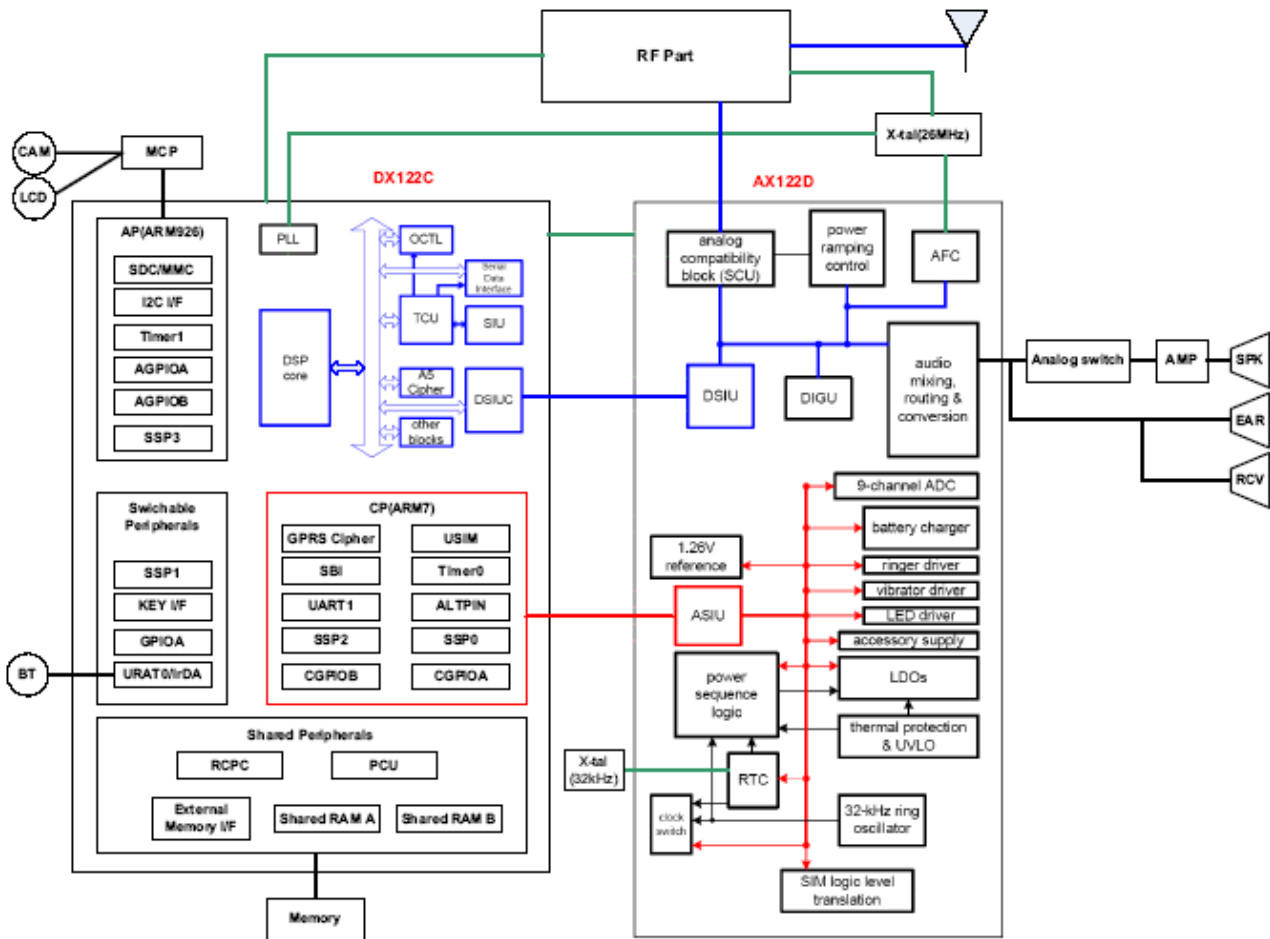 RF Part
X-tal(26MHz)
CAM
LCD
MCP
DX122C
AX122D
AP(ARM926)
SDC/MMC
I2C I/F
Timer1
AGPIOA
AGPIOB
SSP3
PLL
DSP
core
OCTL
Serial
Data
Interface
TCU
SIU
A5
Cipher
DSIUC
other
blocks
analog
compatibility
block (SCU)
power
ramping
control
AFC
DSIU
DIGU
audio
mixing,
routing &
conversion
Analog switch
AMP
SPK
EAR
RCV
Swichable
Peripherals
SSP1
KEY I/F
GPIOA
URAT0/IrDA
BT
CP(ARM7)
GPRS Cipher
USIM
SBI
Timer0
UART1
ALTPIN
SSP2
SSP0
CGPIOB
CGPIOA
1.26V
reference
ASIU
9-channel ADC
battery charger
ringer driver
vibrator driver
LED driver
accessory supply
LDOs
power
sequence
logic
thermal protection
& UVLO
X-tal
(32kHz)
RTC
clock
switch
32-kHz ring
oscillator
SIM logic level
translation
Shared Peripherals
RCPC
PCU
External
Memory I/F
Shared RAM A
Shared RAM B
Memory